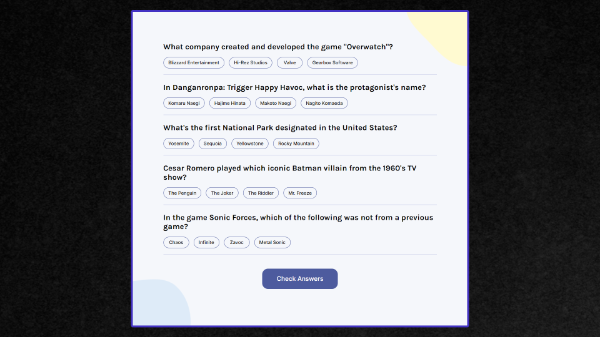 What company created and developed the game "Overwatch"?
Blizzard Entertainment Hi-Rez Studios Valve Gearbox Software
In Danganronpa: Trigger Happy Havoc, what is the protagonist's name?
Komaru Naegi Hajime Hinata Makoto Naegi Nagito Komaeda
What's the first National Park designated in the United States?
Yosemite Sequoia Yellowstone Rocky Mountain
Cesar Romero played which iconic Batman villain from the 1960's TV
show?
The Penguin The Joker The Riddler Mr. Freeze
In the game Sonic Forces, which of the following was not from a previous
game?
Chaos Infinite Zavoc Metal Sonic
Check Answers